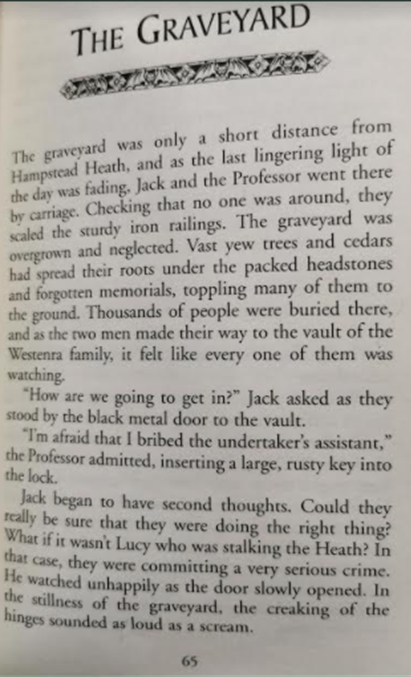 THE GRAVEYARD
The graveyard was only a short distance from
Hampstead Heath, and as the last lingering light of
the day was fading, Jack and the Professor went there
by carriage. Checking that no one was around, they
scaled the sturdy iron railings. The graveyard was
overgrown and neglected. Vast yew trees and cedars
had spread their roots under the packed headstones
and forgotten memorials, toppling many of them to
the ground. Thousands of people were buried there,
and as the two men made their way to the vault of the
Westenra family, it felt like every one of them was
watching.
“How are we going to get in?” Jack asked as they
stood by the black metal door to the vault.
“I’m afraid that I bribed the undertaker’s assistant,”
the Professor admitted, inserting a large, rusty key into
the lock.
Jack began to have second thoughts. Could they
really be sure that they were doing the right thing?
What if it wasn’t Lucy who was stalking the Heath? In
that case, they were committing a very serious crime.
He watched unhappily as the door slowly opened. In
the stillness of the graveyard, the creaking of the
hinges sounded as loud as a scream.
65